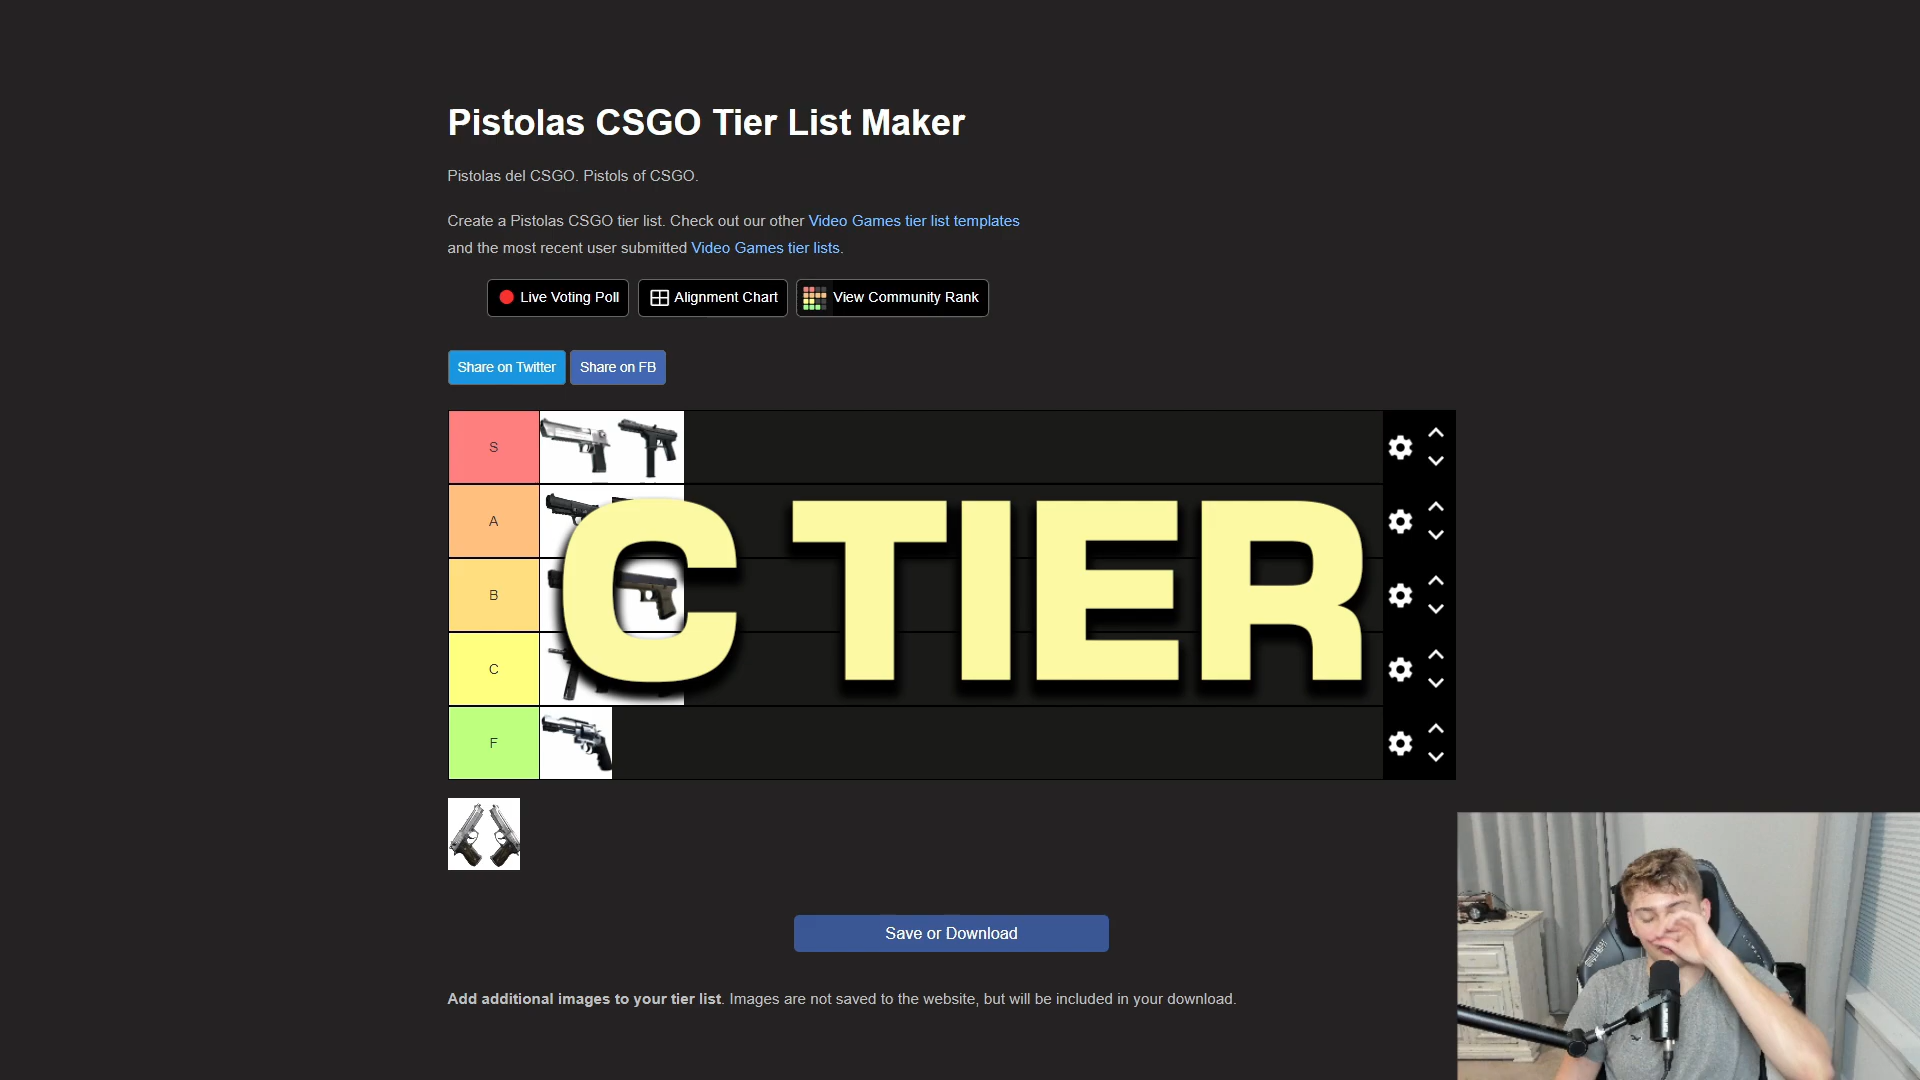 Pistolas CSGO Tier List Maker
Pistolas del CSGO. Pistols of CSGO.
Create a Pistolas CSGO tier list. Check out our other Video Games tier list templates
and the most recent user submitted Video Games tier lists.
Live Voting Poll
Alignment Chart
View Community Rank
Share on Twitter
Share on FB
S
A
B
C
F
C TIER
Save or Download
Add additional images to your tier list. Images are not saved to the website, but will be included in your download.